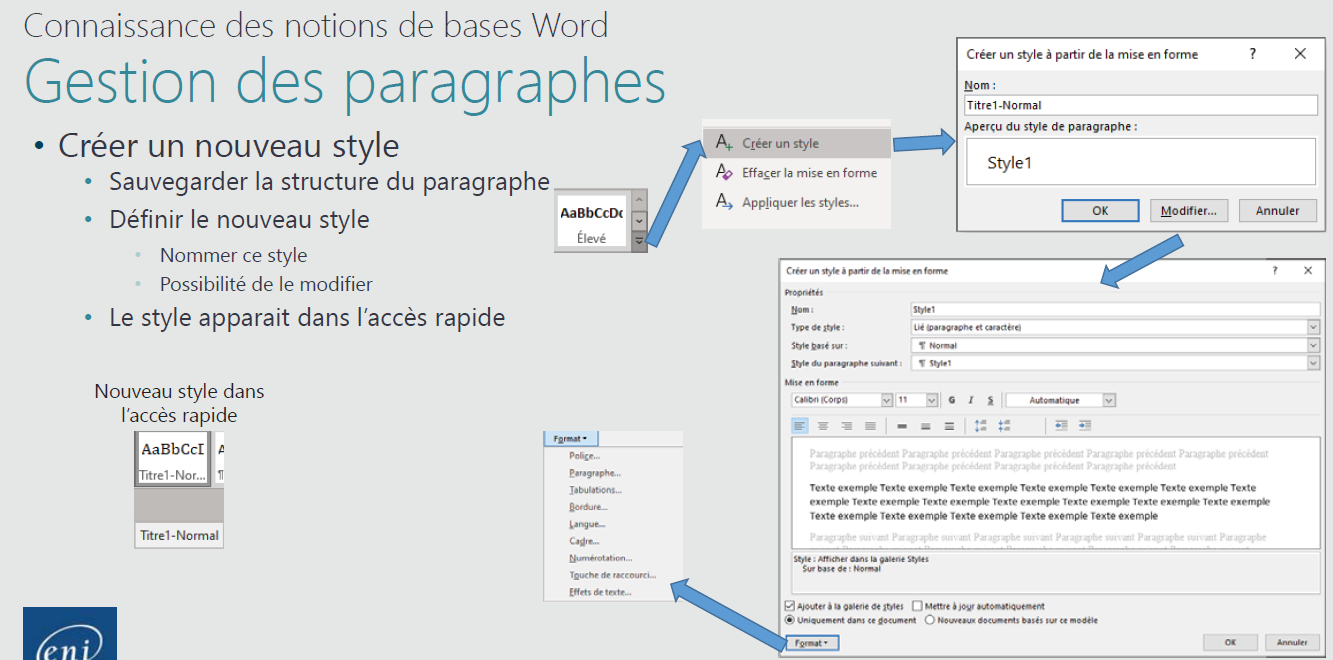 Connaissance des notions de bases Word
Gestion des paragraphes
• Créer un nouveau style
• Sauvegarder la structure du paragraphe
• Définir le nouveau style
• Nommer ce style
• Possibilité de le modifier
• Le style apparait dans l'accès rapide
AaBbCcDc
Élevé
Créer un style
Effacer la mise en forme
Appliquer les styles...
Créer un style à partir de la mise en forme ? ×
Nom :
Titre1-Normal
Aperçu du style de paragraphe :
Style1
OK Modifier... Annuler
Créer un style à partir de la mise en forme ? ×
Propriétés
Nom : Style1
Type de style : Lié (paragraphe et caractère)
Style basé sur : ¶ Normal
Style du paragraphe suivant : ¶ Style1
Mise en forme
Calibri (Corps) 11 G I S Automatique
Paragraphe précédent Paragraphe précédent Paragraphe précédent Paragraphe précédent Paragraphe précédent
Paragraphe précédent Paragraphe précédent Paragraphe précédent Paragraphe précédent
Texte exemple Texte exemple Texte exemple Texte exemple Texte exemple Texte exemple Texte
exemple Texte exemple Texte exemple Texte exemple Texte exemple Texte exemple Texte exemple
Texte exemple Texte exemple Texte exemple Texte exemple Texte exemple
Paragraphe suivant Paragraphe suivant Paragraphe suivant Paragraphe suivant Paragraphe suivant Paragraphe
Style : Afficher dans la galerie Styles
Sur base de : Normal
Ajouter à la galerie de styles Mettre à jour automatiquement
Uniquement dans ce document Nouveaux documents basés sur ce modèle
Format
OK Annuler
Nouveau style dans
l'accès rapide
AaBbCcI
Titre1-Nor... ¶
Titre1-Normal
Format
Police...
Paragraphe...
Tabulations...
Bordure...
Langue...
Cadre...
Numérotation...
Touche de raccourci...
Effets de texte...
eni